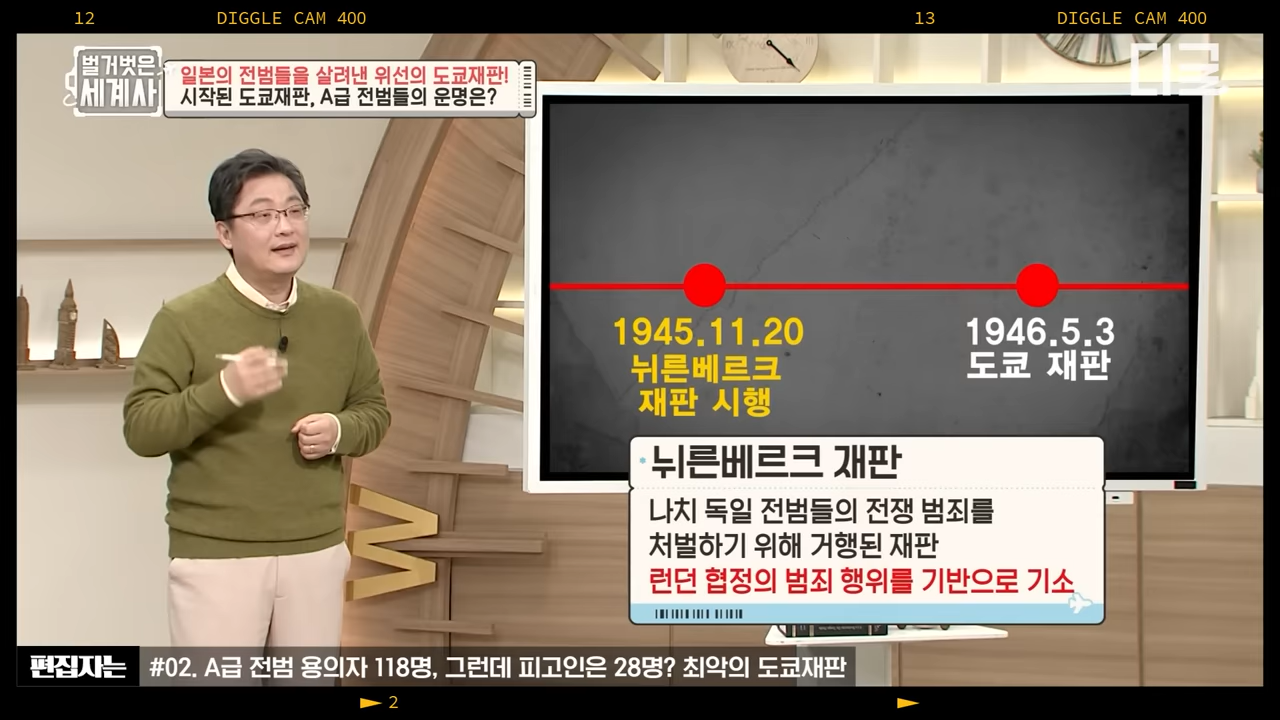 12
DIGGLE CAM 400
13
DIGGLE CAM 400
벌거벗은
세계사
일본의 전범들을 살려낸 위선의 도쿄재판!
시작된 도쿄재판, A급 전범들의 운명은?
디글
1945.11.20
뉘른베르크
재판 시행
1946.5.3
도쿄 재판
뉘른베르크 재판
나치 독일 전범들의 전쟁 범죄를
처벌하기 위해 거행된 재판
런던 협정의 범죄 행위를 기반으로 기소
W
편집자는
#02. A급 전범 용의자 118명, 그런데 피고인은 28명? 최악의 도쿄재판
2